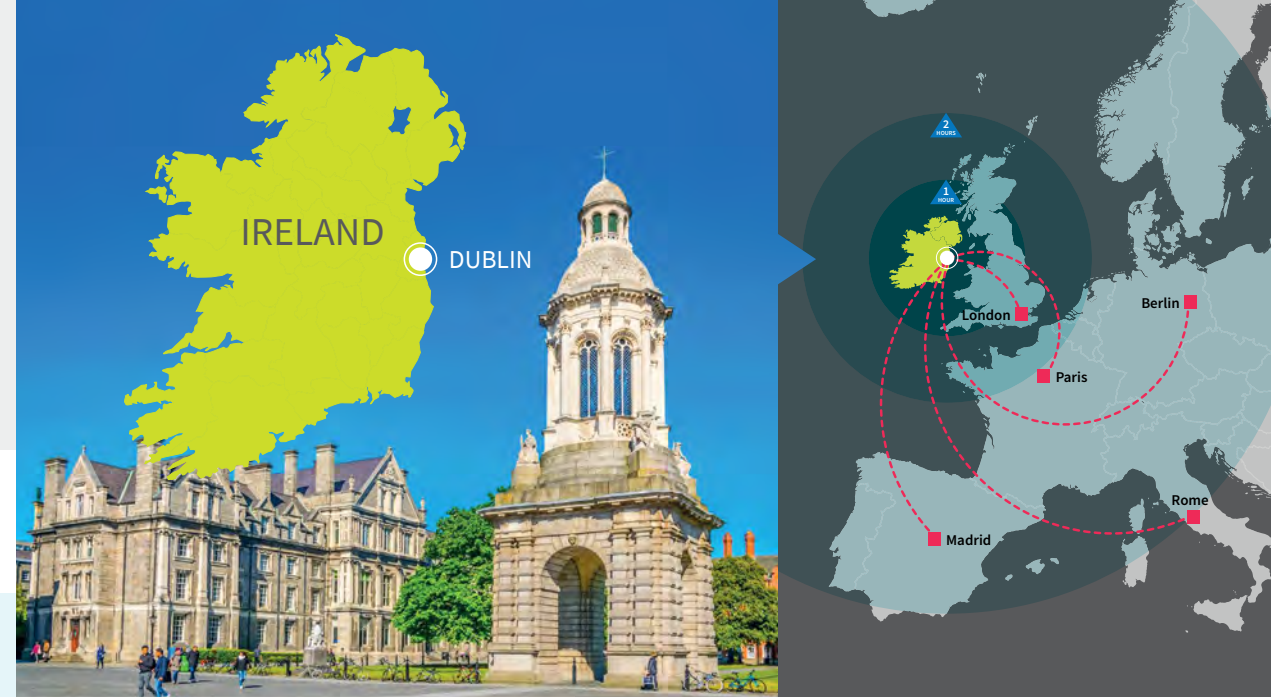 IRELAND
DUBLIN
2
HOURS
1
HOUR
London
Berlin
Paris
Rome
Madrid